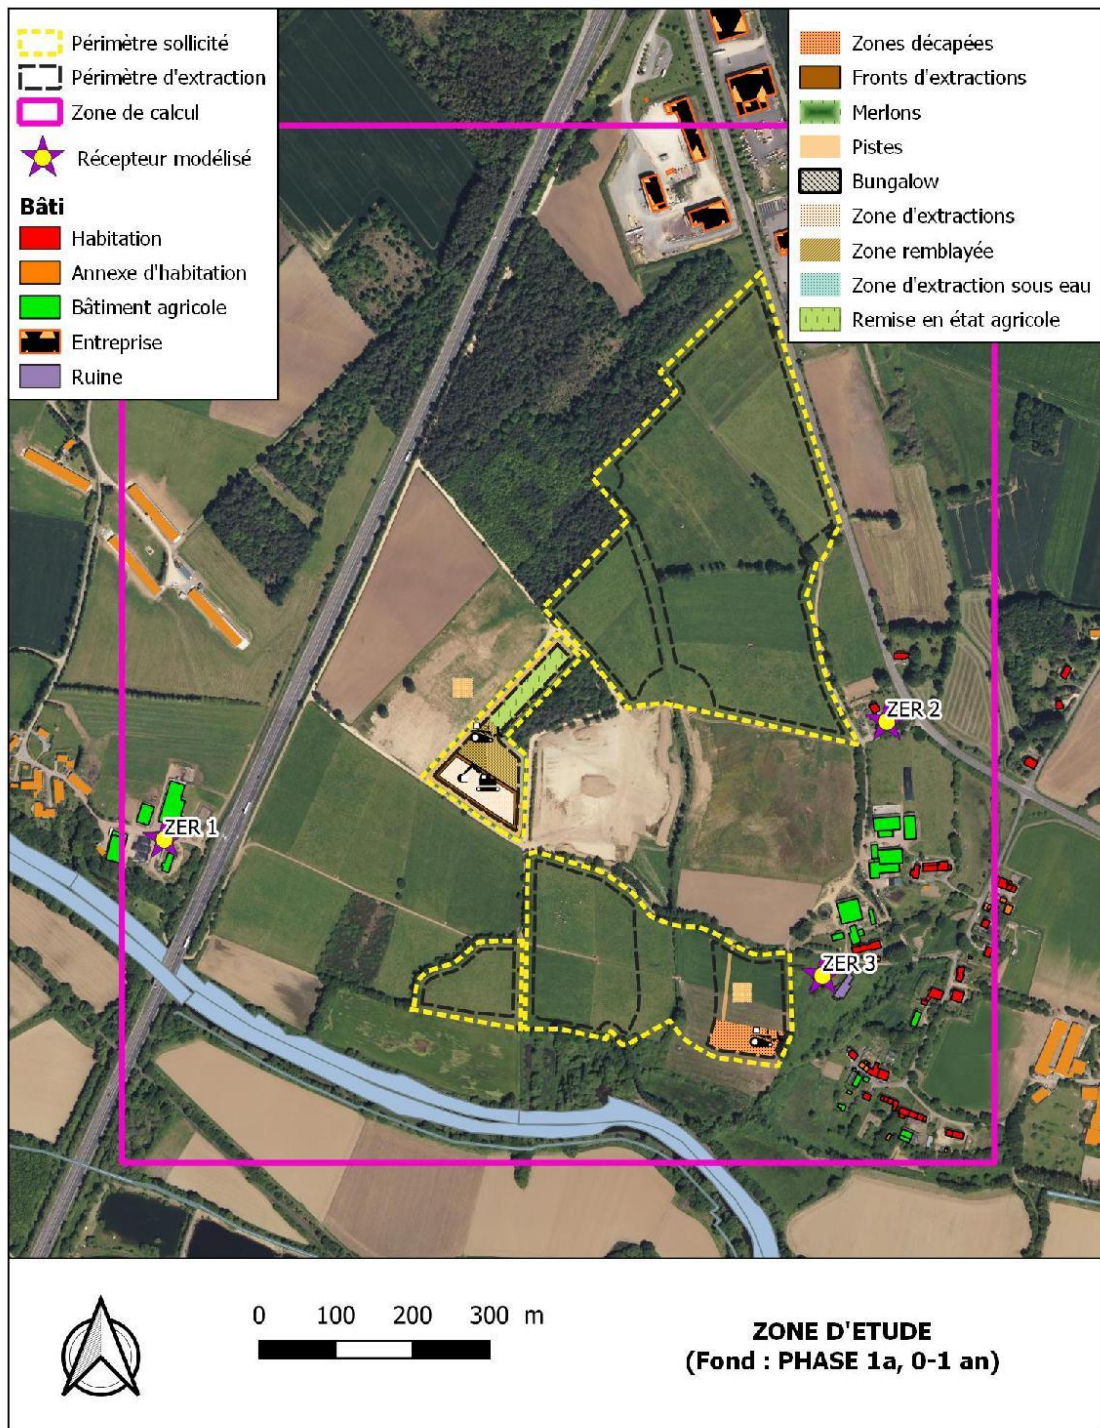 Périmètre sollicité
Périmètre d'extraction
Zone de calcul
Récepteur modélisé
Bâti
Habitation
Annexe d'habitation
Bâtiment agricole
Entreprise
Ruine
Zones décapées
Fronts d'extractions
Merlons
Pistes
Bungalow
Zone d'extractions
Zone remblayée
Zone d'extraction sous eau
Remise en état agricole
ZER 2
ZER 1
ZER 3
0 100 200 300 m
ZONE D'ETUDE
(Fond : PHASE 1a, 0-1 an)